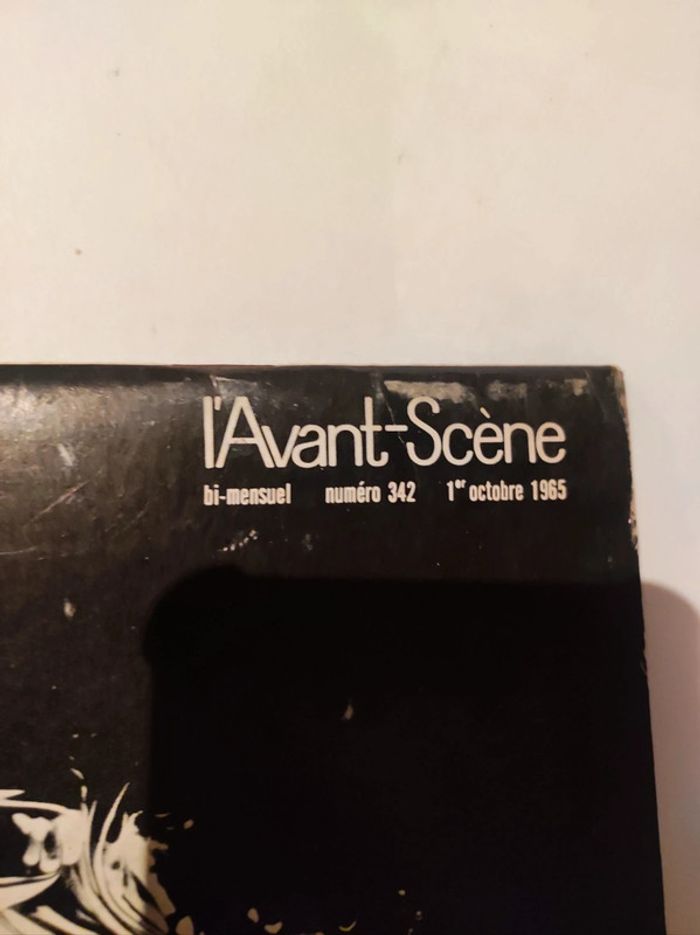 l'Avant-Scène
bi-mensuel numéro 342 1er octobre 1965